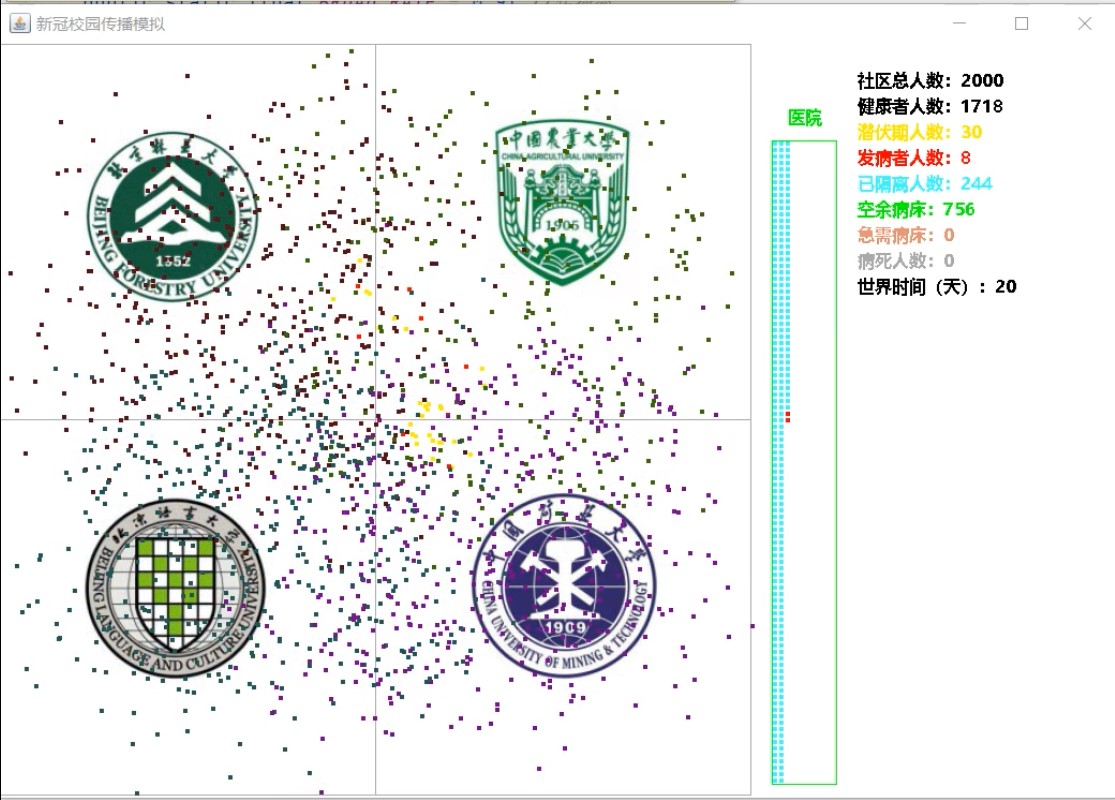 新冠校园传播模拟
北京林业大学
BEIJING FORESTRY UNIVERSITY
1952
中国农业大学
CHINA AGRICULTURAL UNIVERSITY
1905
北京语言大学
BEIJING LANGUAGE AND CULTURE UNIVERSITY
中国矿业大学
CHINA UNIVERSITY OF MINING & TECHNOLOGY
1909
医院
社区总人数：2000
健康者人数：1718
潜伏期人数：30
发病者人数：8
已隔离人数：244
空余病床：756
急需病床：0
病死人数：0
世界时间（天）：20